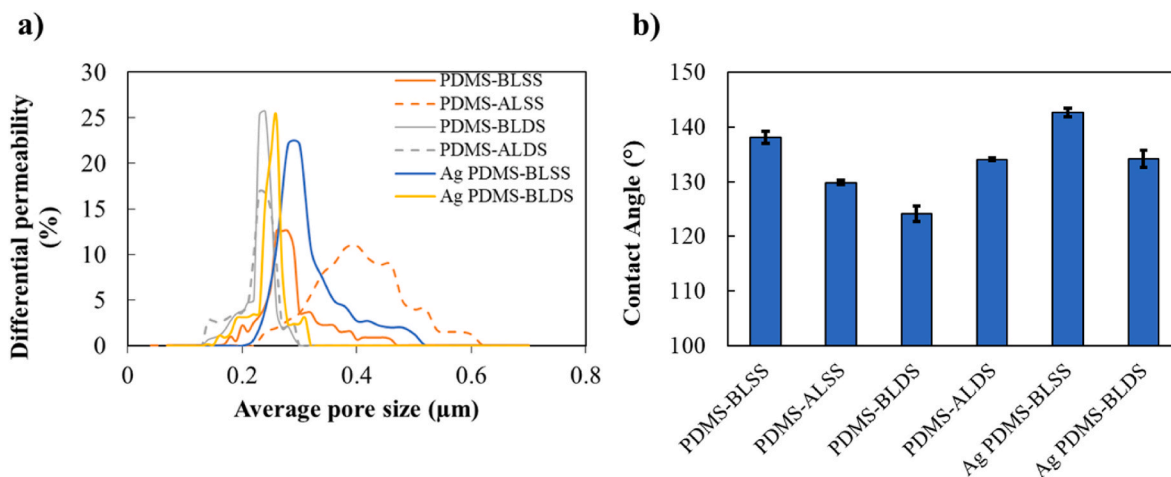 a)
Differential permeability
(%)
30
25
20
15
10
5
0
0 0.2 0.4 0.6 0.8
Average pore size (µm)
PDMS-BLSS
PDMS-ALSS
PDMS-BLDS
PDMS-ALDS
Ag PDMS-BLSS
Ag PDMS-BLDS
b)
Contact Angle (°)
150
140
130
120
110
100
PDMS-BLSS
PDMS-ALSS
PDMS-BLDS
PDMS-ALDS
Ag PDMS-BLSS
Ag PDMS-BLDS